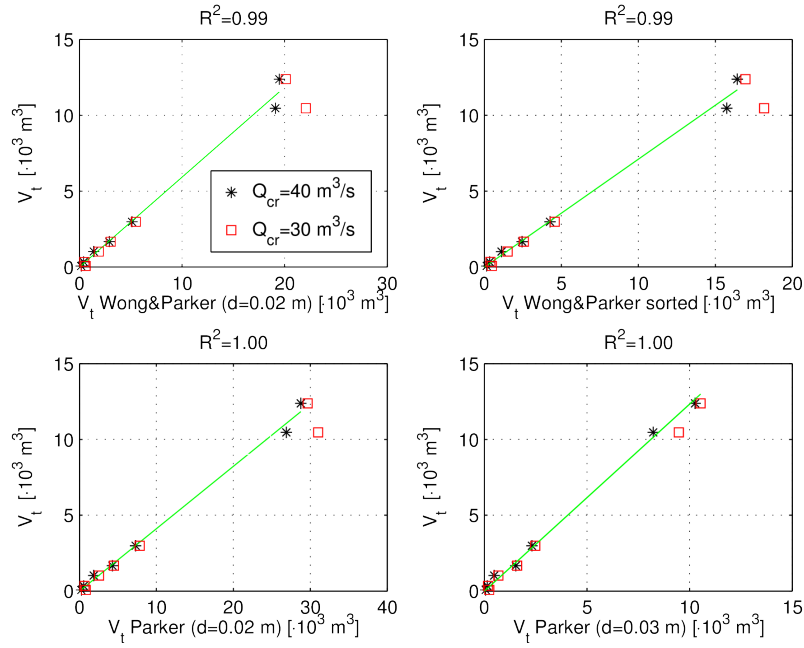 R²=0.99
15
10
5
0
V_t [·10³ m³]
0
10
20
30
V_t Wong&Parker (d=0.02 m) [·10³ m³]
Q_cr=40 m³/s
Q_cr=30 m³/s
R²=0.99
15
10
5
0
V_t [·10³ m³]
0
5
10
15
20
V_t Wong&Parker sorted [·10³ m³]
R²=1.00
15
10
5
0
V_t [·10³ m³]
0
10
20
30
40
V_t Parker (d=0.02 m) [·10³ m³]
R²=1.00
15
10
5
0
V_t [·10³ m³]
0
5
10
15
V_t Parker (d=0.03 m) [·10³ m³]